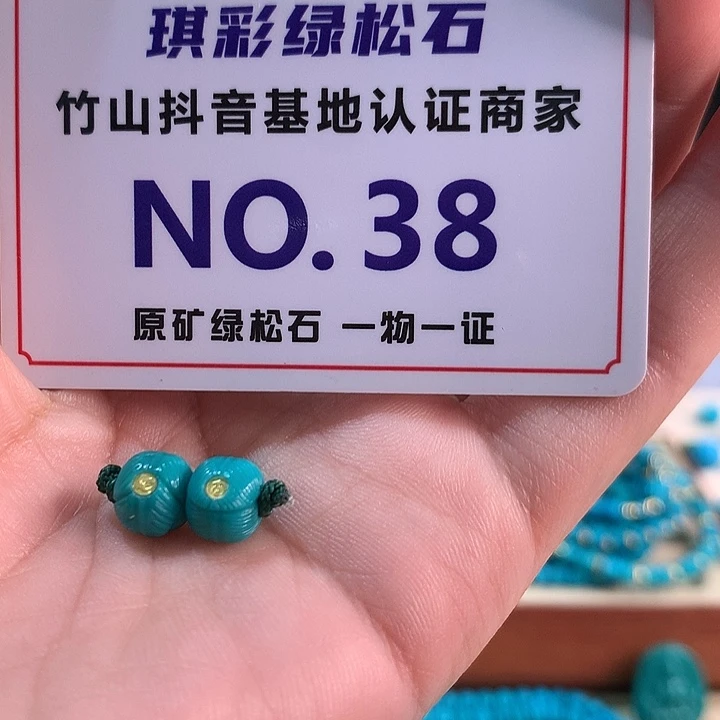 琪彩绿松石
竹山抖音基地认证商家
NO. 38
原矿绿松石 一物一证